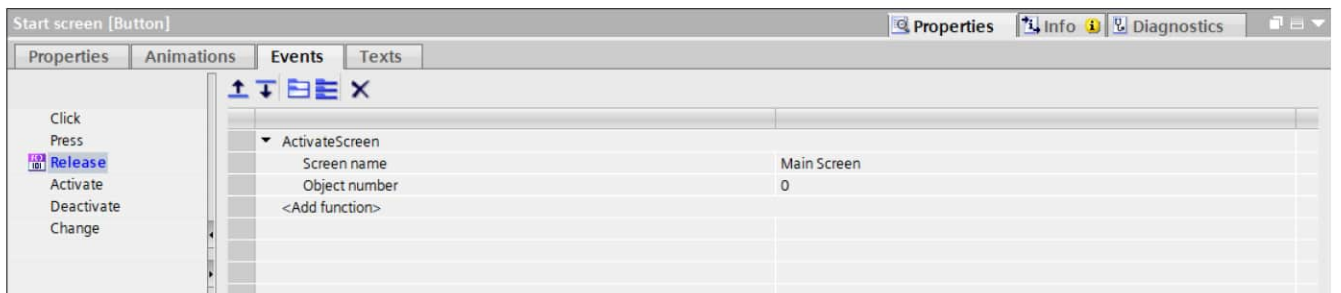 Start screen [Button]
Properties Info Diagnostics
Properties Animations Events Texts
Click
Press
Release
Activate
Deactivate
Change
ActivateScreen
Screen name Main Screen
Object number 0
<Add function>